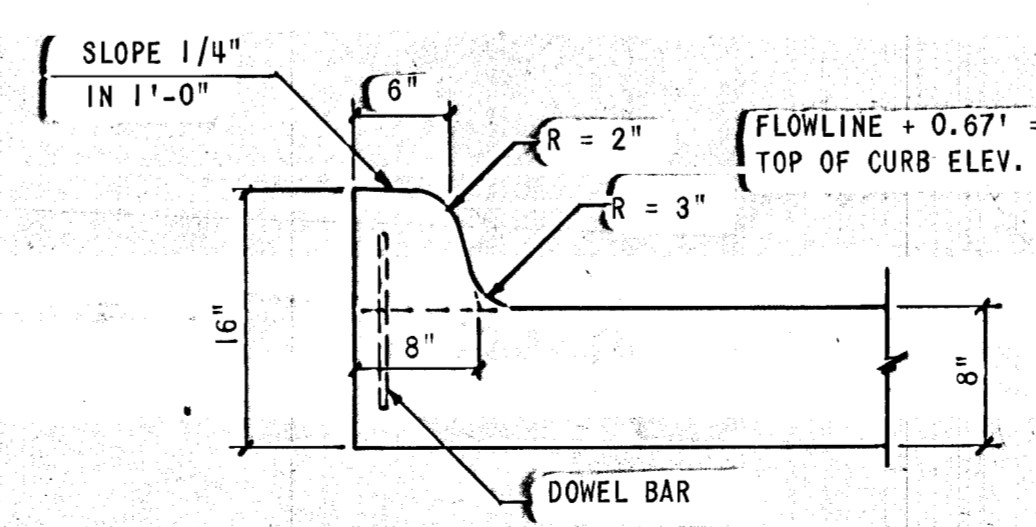 SLOPE 1/4"
IN 1'-0"
6"
R = 2"
FLOWLINE + 0.67' =
TOP OF CURB ELEV.
R = 3"
16"
8"
8"
DOWEL BAR